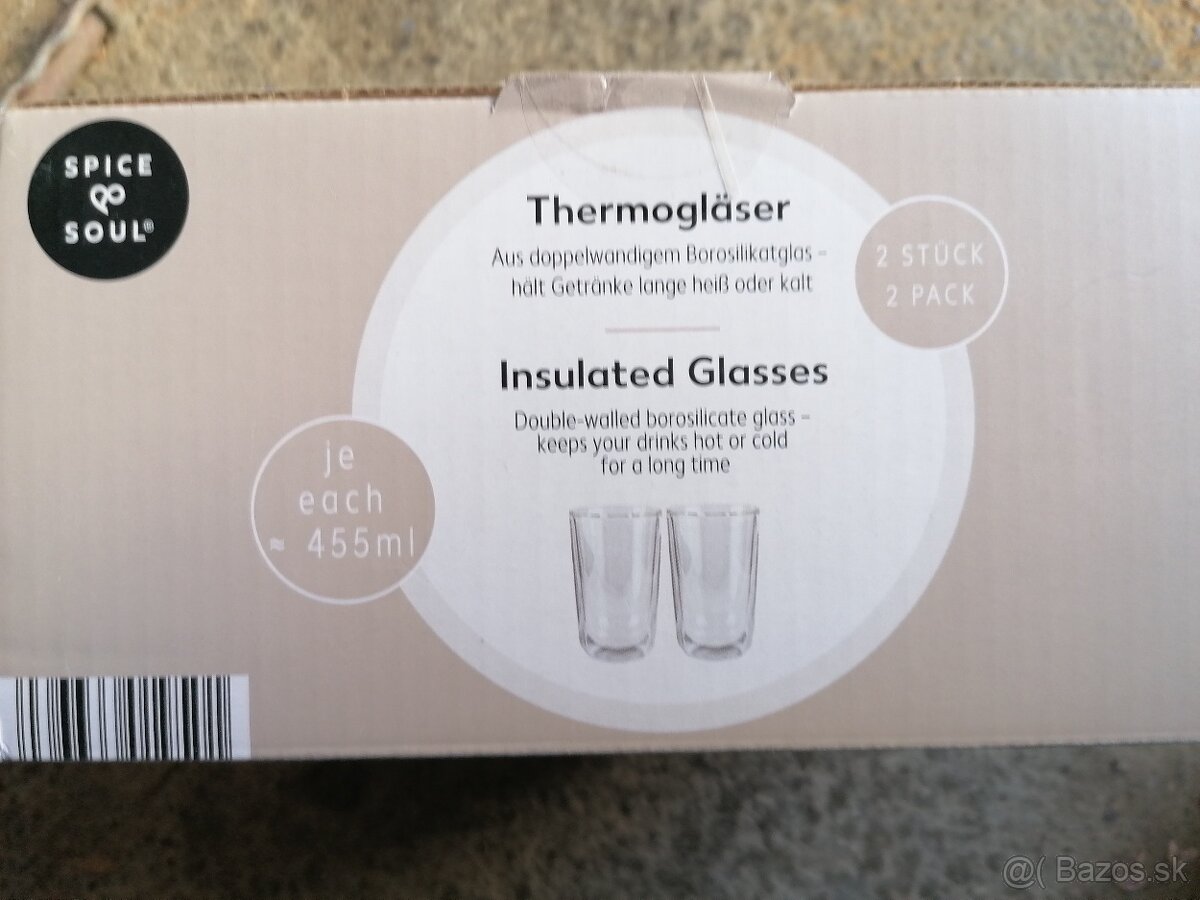 SPICE
&
SOUL®
Thermogläser
Aus doppelwandigem Borosilikatglas –
hält Getränke lange heiß oder kalt
2 STÜCK
2 PACK
Insulated Glasses
Double-walled borosilicate glass –
keeps your drinks hot or cold
for a long time
je
each
≈ 455ml
@( Bazos.sk